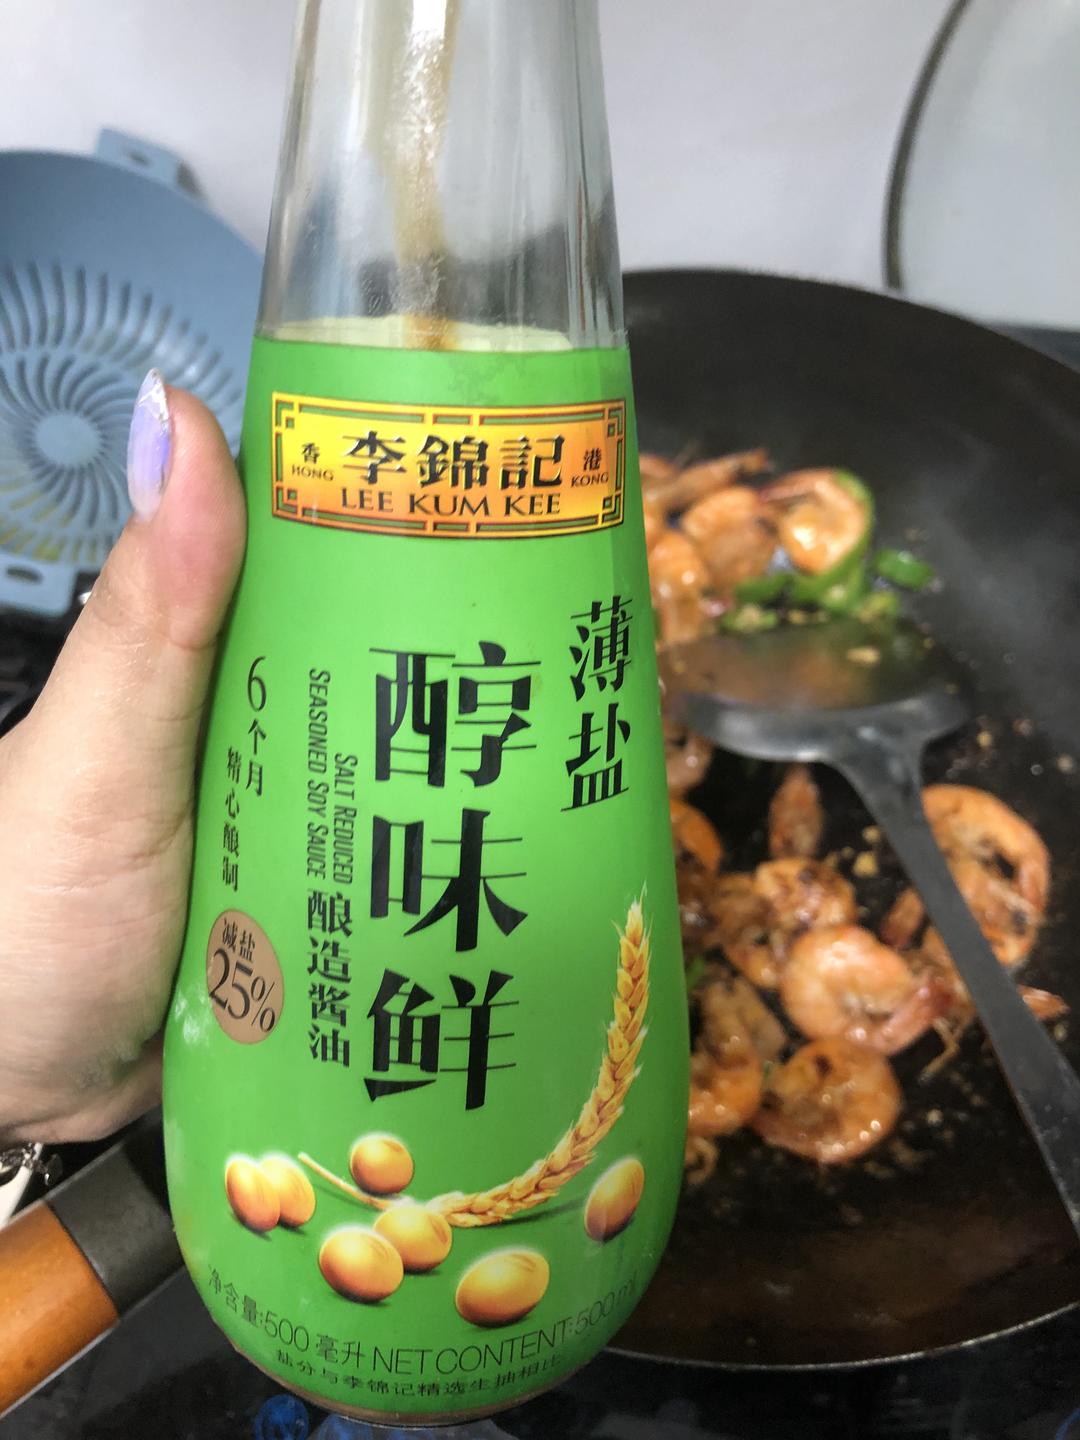 香 李錦記 港
HONG LEE KUM KEE KONG
薄盐
醇味鲜
SALT REDUCED
SEASONED SOY SAUCE
酿造酱油
6个月
精心酿制
减盐
25%
净含量:500毫升 NET CONTENT:500ml
盐分与李锦记精选生抽相比